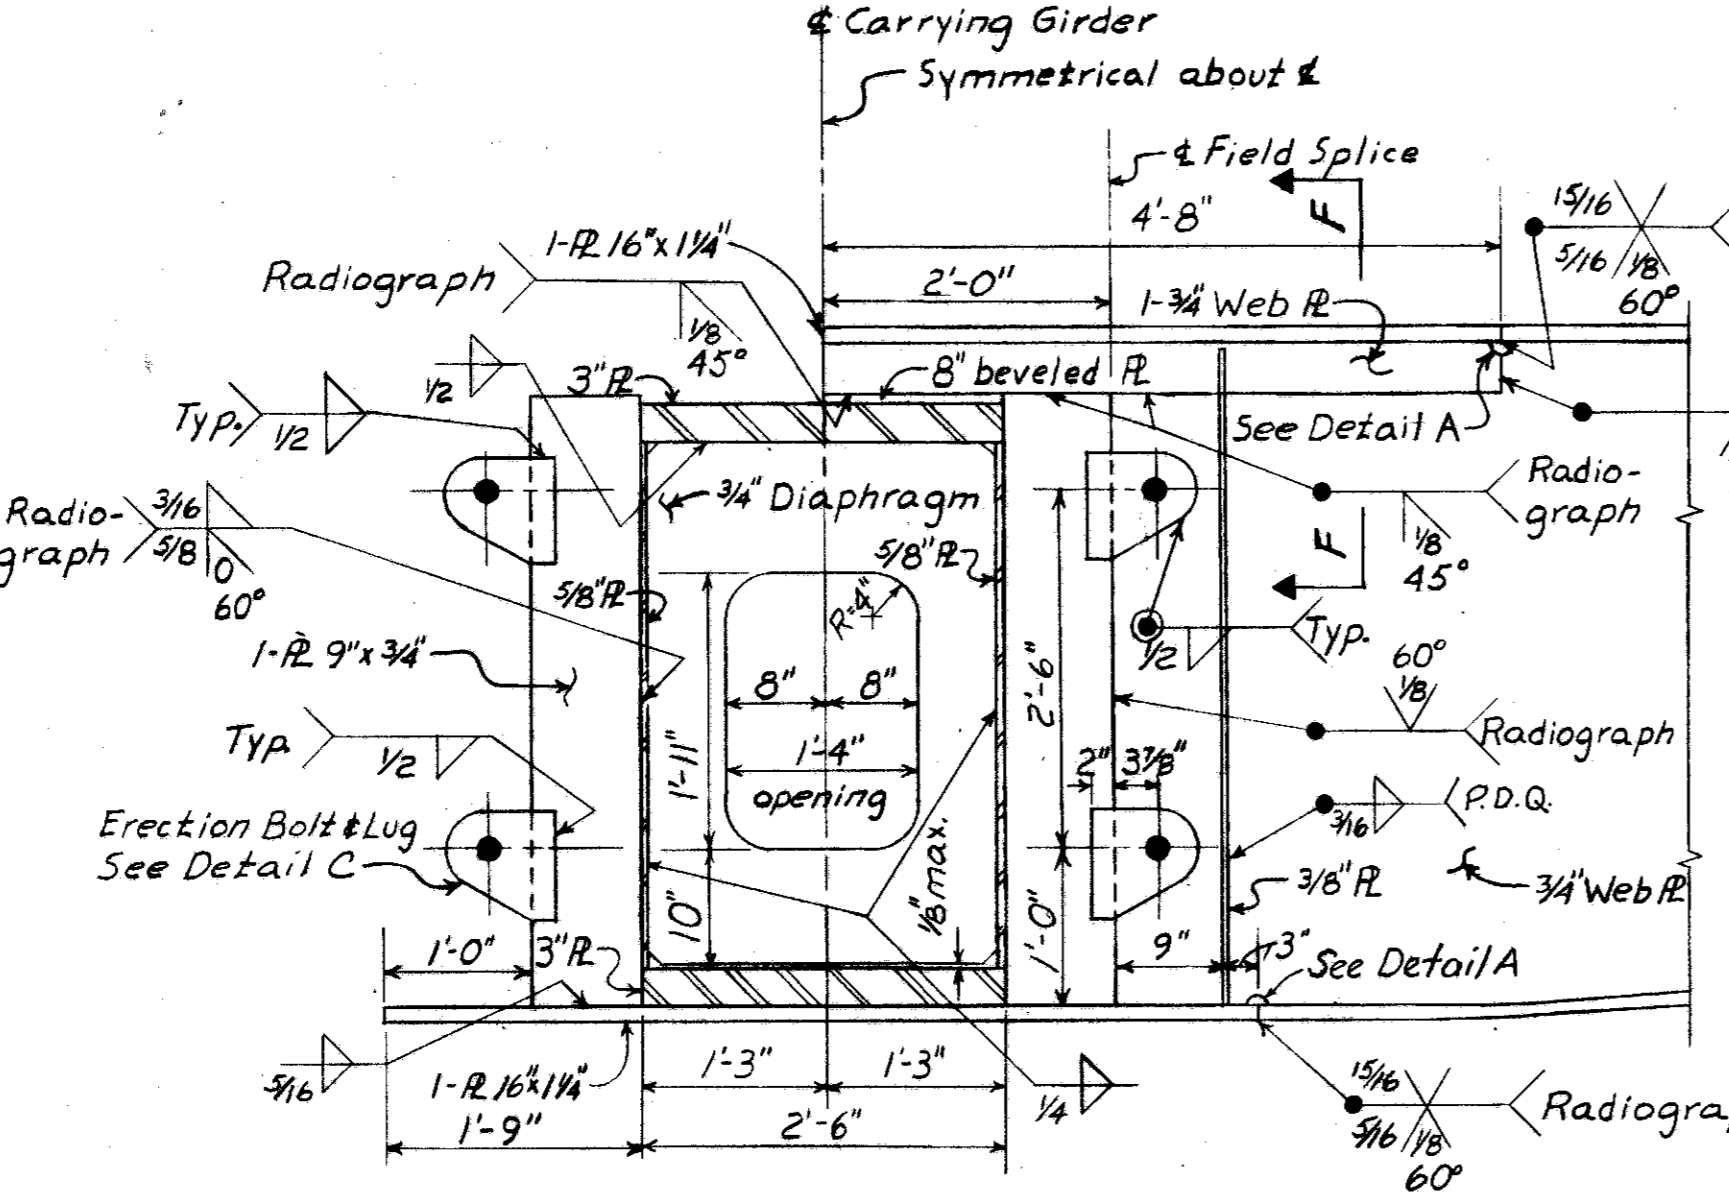 ℄ Carrying Girder
Symmetrical about ℄
℄ Field Splice
4'-8"
F
15/16
5/16 1/8
60°
1-PL 16" x 1 1/4"
Radiograph
1/8
45°
2'-0"
1-3/4" Web PL
1/2
3" PL
8" beveled PL
Typ.
1/2
See Detail A
Radio-
graph
1/8
45°
3/4" Diaphragm
Radio-
graph
3/16
5/8
0
60°
5/8" PL
5/8" PL
R=4"
F
1-PL 9" x 3/4"
8"
8"
1'-11"
1'-4"
opening
2'-6"
1/2
Typ.
60°
1/8
Radiograph
Typ.
1/2
2"
3 7/8"
3/16
P.D.Q.
Erection Bolt & Lug
See Detail C
10"
1/8" max.
1'-0"
3/8" PL
3/4" Web PL
1'-0"
3" PL
9"
3"
See Detail A
5/16
1-PL 16" x 1 1/4"
1'-3"
1'-3"
1/4
1'-9"
2'-6"
15/16
5/16 1/8
60°